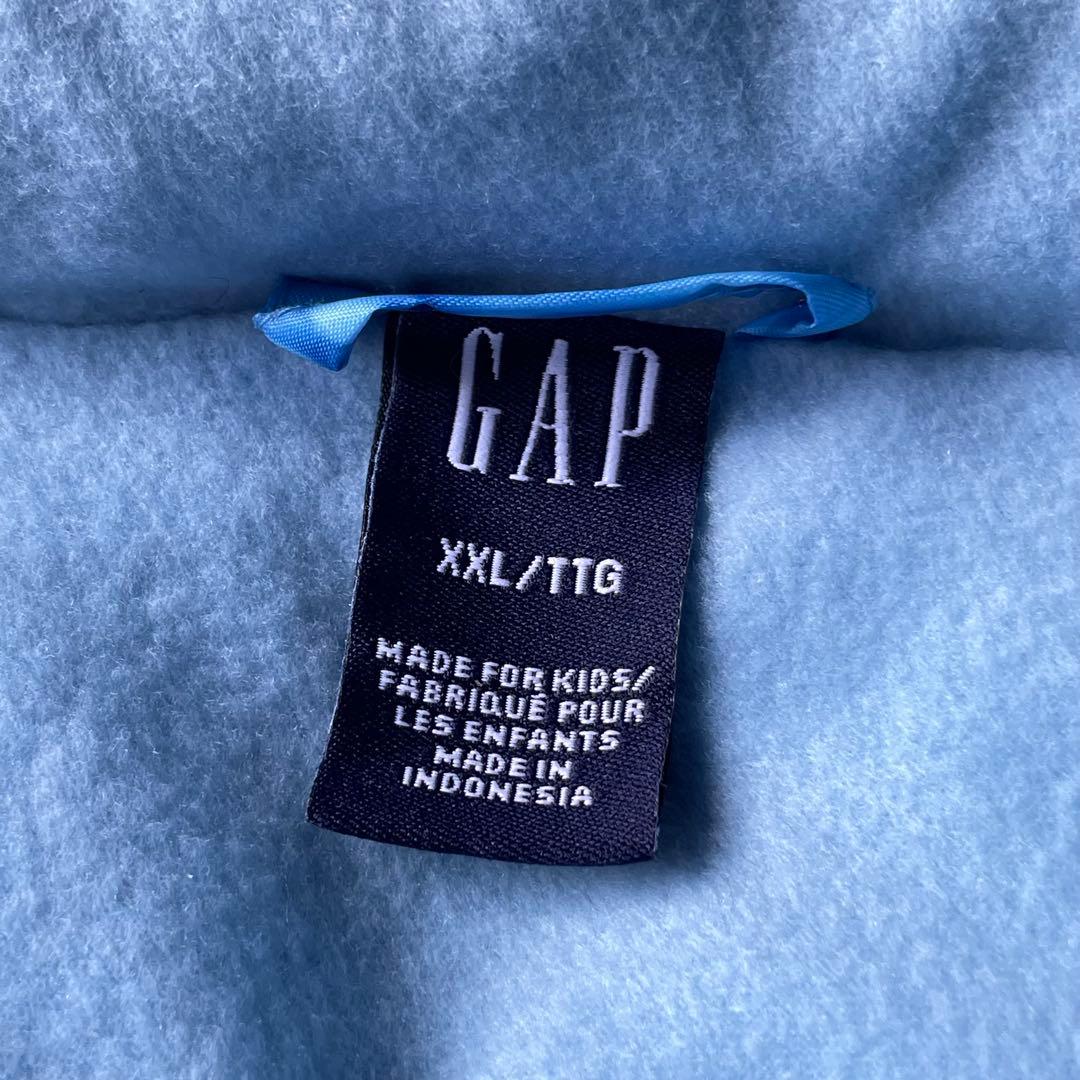 GAP
XXL/TTG
MADE FOR KIDS/
FABRIQUÉ POUR
LES ENFANTS
MADE IN
INDONESIA